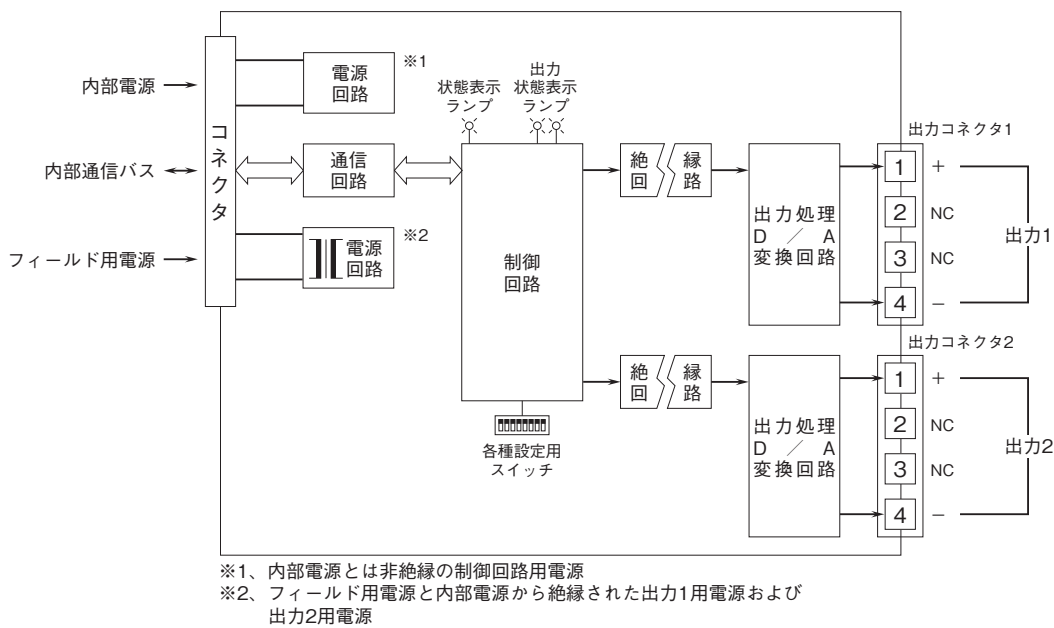 内部電源
内部通信バス
フィールド用電源
コネクタ
電源
回路
※1
通信
回路
電源
回路
※2
状態表示
ランプ
出力
状態表示
ランプ
制御
回路
各種設定用
スイッチ
絶 縁
回 路
出力処理
D ／ A
変換回路
出力コネクタ1
1 +
2 NC
3 NC
4 −
出力1
絶 縁
回 路
出力処理
D ／ A
変換回路
出力コネクタ2
1 +
2 NC
3 NC
4 −
出力2
※1、内部電源とは非絶縁の制御回路用電源
※2、フィールド用電源と内部電源から絶縁された出力1用電源および
出力2用電源